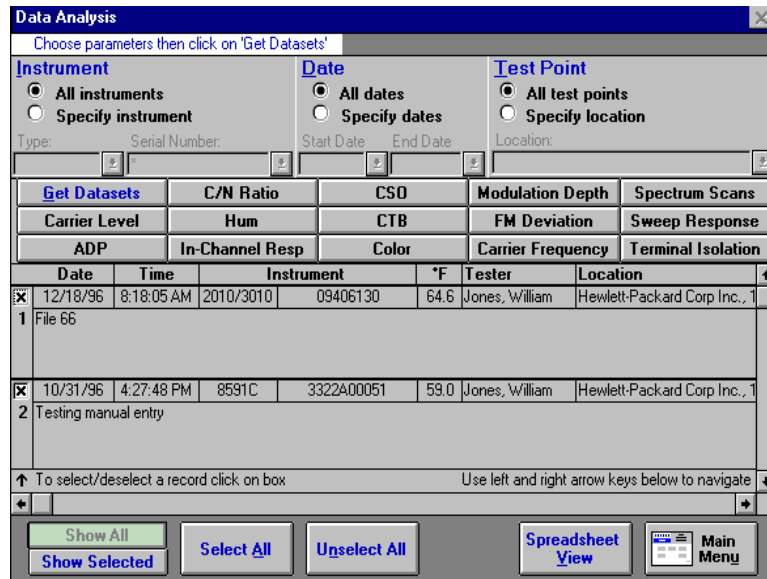 Data Analysis
Choose parameters then click on 'Get Datasets'
Instrument Date Test Point
All instruments All dates All test points
Specify instrument Specify dates Specify location
Type: Serial Number: Start Date End Date Location:
*
Get Datasets C/N Ratio CSO Modulation Depth Spectrum Scans
Carrier Level Hum CTB FM Deviation Sweep Response
ADP In-Channel Resp Color Carrier Frequency Terminal Isolation
Date Time Instrument °F Tester Location
12/18/96 8:18:05 AM 2010/3010 09406130 64.6 Jones, William Hewlett-Packard Corp Inc., 1
1 File 66
10/31/96 4:27:48 PM 8591C 3322A00051 59.0 Jones, William Hewlett-Packard Corp Inc., 1
2 Testing manual entry
To select/deselect a record click on box Use left and right arrow keys below to navigate
Show All
Show Selected
Select All
Unselect All
Spreadsheet
View
Main
Menu